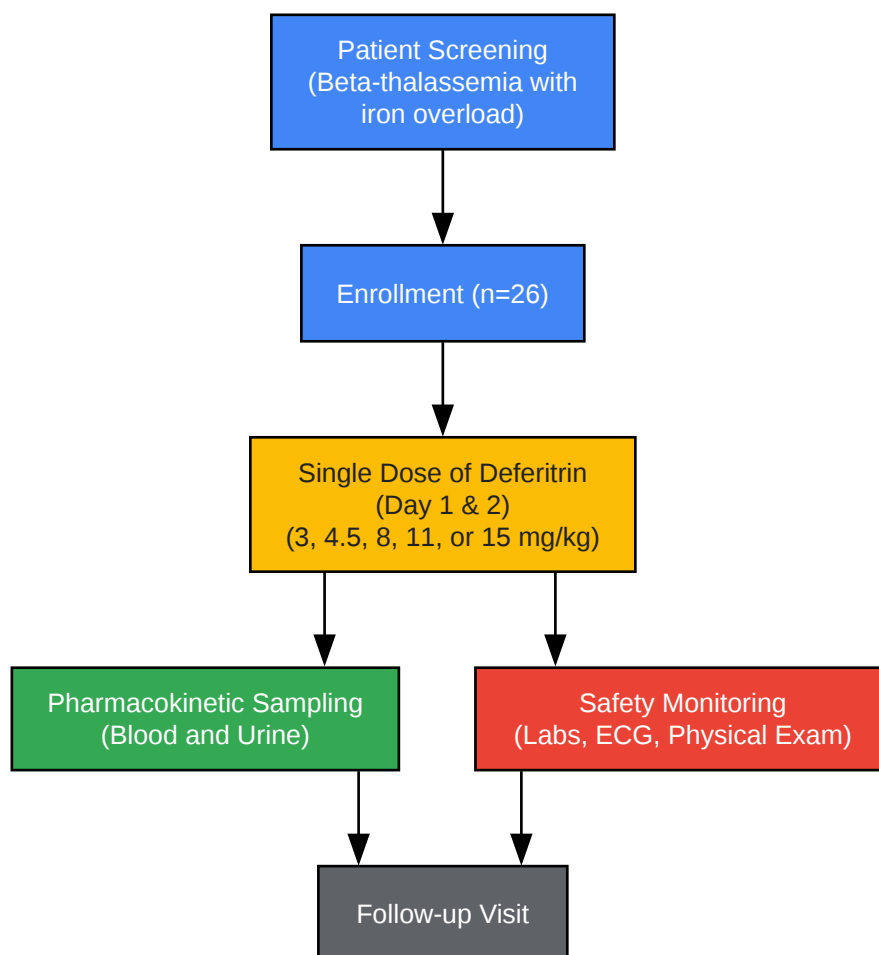 Patient Screening
(Beta-thalassemia with
iron overload)
Enrollment (n=26)
Single Dose of Deferitrin
(Day 1 & 2)
(3, 4.5, 8, 11, or 15 mg/kg)
Pharmacokinetic Sampling
(Blood and Urine)
Safety Monitoring
(Labs, ECG, Physical Exam)
Follow-up Visit